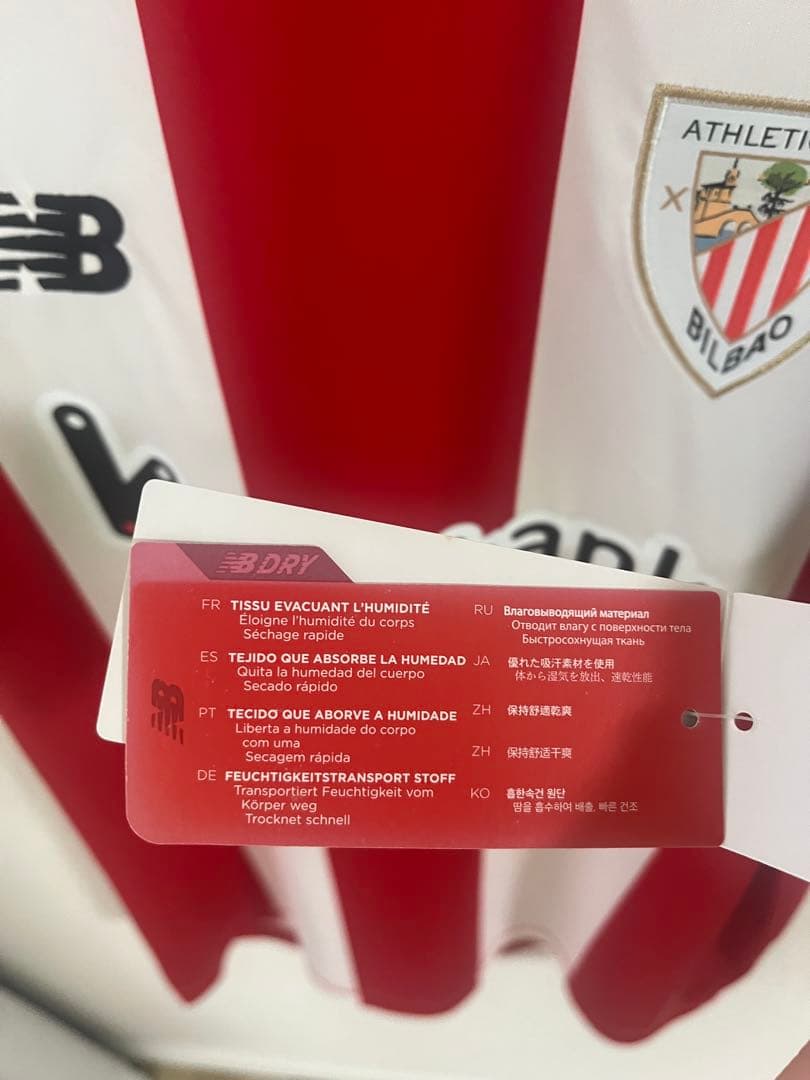 NB
ATHLETI
BILBAO
NB DRY
FR TISSU EVACUANT L'HUMIDITÉ
Éloigne l'humidité du corps
Séchage rapide
ES TEJIDO QUE ABSORBE LA HUMEDAD
Quita la humedad del cuerpo
Secado rápido
PT TECIDO QUE ABORVE A HUMIDADE
Liberta a humidade do corpo
com uma
Secagem rápida
DE FEUCHTIGKEITSTRANSPORT STOFF
Transportiert Feuchtigkeit vom
Körper weg
Trocknet schnell
RU Влаговыводящий материал
Отводит влагу с поверхности тела
Быстросохнущая ткань
JA 優れた吸汗素材を使用
体から湿気を放出、速乾性能
ZH 保持舒適乾爽
ZH 保持舒适干爽
KO 흡한속건 원단
땀을 흡수하여 배출, 빠른 건조